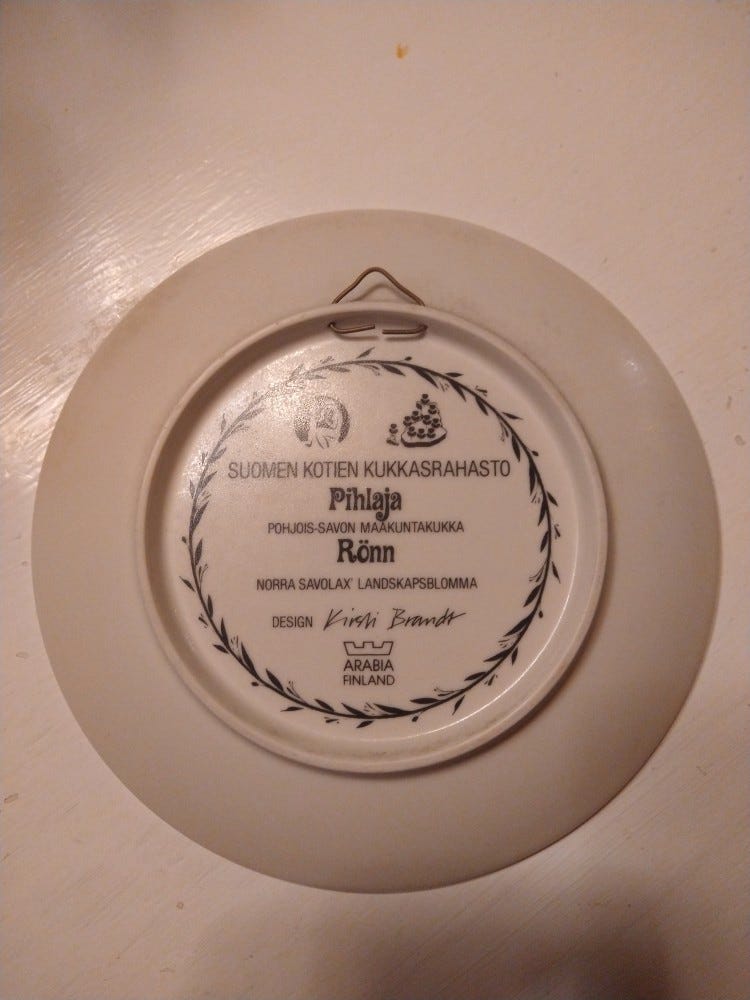 SUOMEN KOTIEN KUKKASRAHASTO
Pihlaja
POHJOIS-SAVON MAAKUNTAKUKKA
Rönn
NORRA SAVOLAX' LANDSKAPSBLOMMA
DESIGN Kirsti Brandt
ARABIA
FINLAND